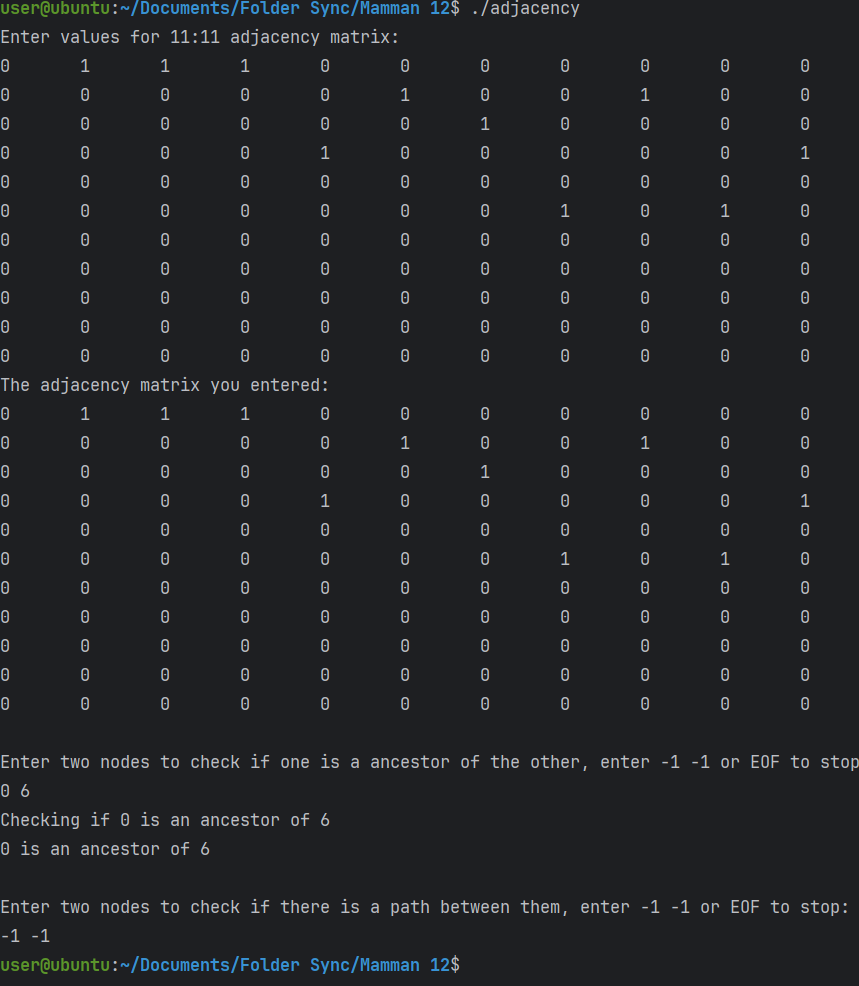 user@ubuntu:~/Documents/Folder Sync/Mamman 12$ ./adjacency
Enter values for 11:11 adjacency matrix:
0 1 1 1 0 0 0 0 0 0 0
0 0 0 0 0 1 0 0 1 0 0
0 0 0 0 0 0 1 0 0 0 0
0 0 0 0 1 0 0 0 0 0 1
0 0 0 0 0 0 0 0 0 0 0
0 0 0 0 0 0 0 1 0 1 0
0 0 0 0 0 0 0 0 0 0 0
0 0 0 0 0 0 0 0 0 0 0
0 0 0 0 0 0 0 0 0 0 0
0 0 0 0 0 0 0 0 0 0 0
0 0 0 0 0 0 0 0 0 0 0
The adjacency matrix you entered:
0 1 1 1 0 0 0 0 0 0 0
0 0 0 0 0 1 0 0 1 0 0
0 0 0 0 0 0 1 0 0 0 0
0 0 0 0 1 0 0 0 0 0 1
0 0 0 0 0 0 0 0 0 0 0
0 0 0 0 0 0 0 1 0 1 0
0 0 0 0 0 0 0 0 0 0 0
0 0 0 0 0 0 0 0 0 0 0
0 0 0 0 0 0 0 0 0 0 0
0 0 0 0 0 0 0 0 0 0 0
0 0 0 0 0 0 0 0 0 0 0
Enter two nodes to check if one is a ancestor of the other, enter -1 -1 or EOF to stop
0 6
Checking if 0 is an ancestor of 6
0 is an ancestor of 6
Enter two nodes to check if there is a path between them, enter -1 -1 or EOF to stop:
-1 -1
user@ubuntu:~/Documents/Folder Sync/Mamman 12$